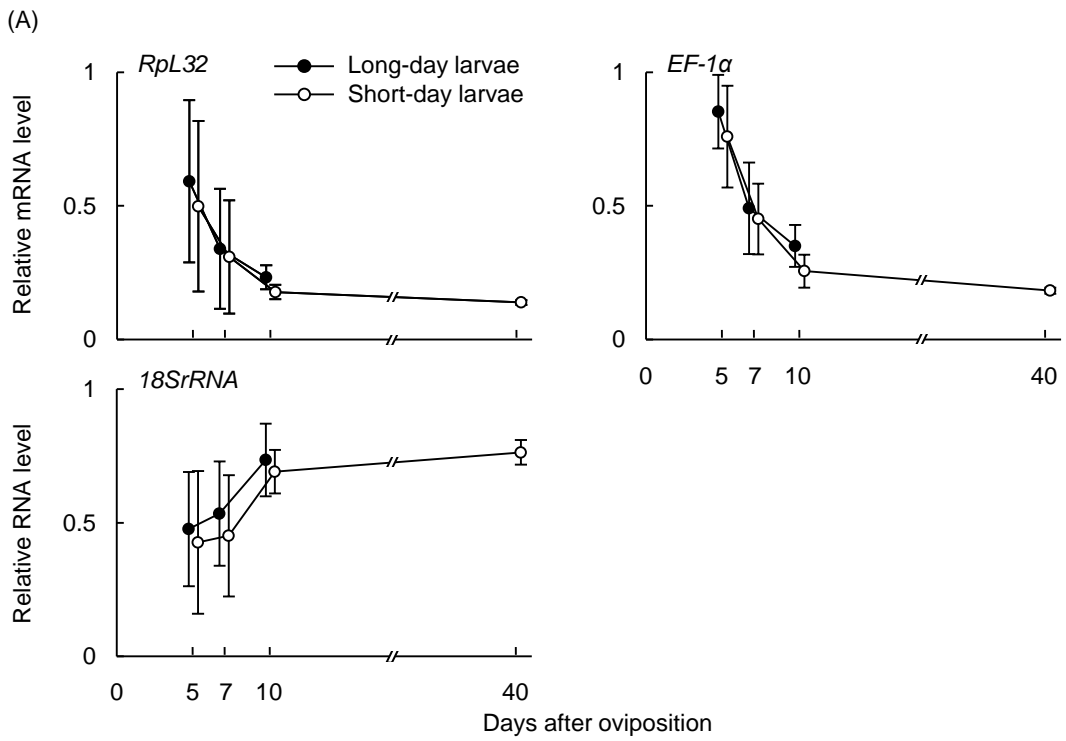 (A)
RpL32
Long-day larvae
Short-day larvae
1
0.5
0
Relative mRNA level
EF-1α
1
0.5
0
0 5 7 10 40
18SrRNA
1
0.5
0
Relative RNA level
0 5 7 10 40
Days after oviposition